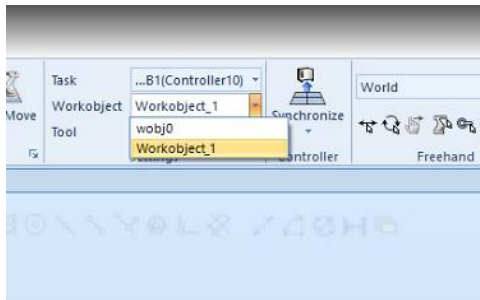 Task ...B1(Controller10) World
Move Workobject Workobject_1 Synchronize
Tool wobj0
Workobject_1
Controller Freehand